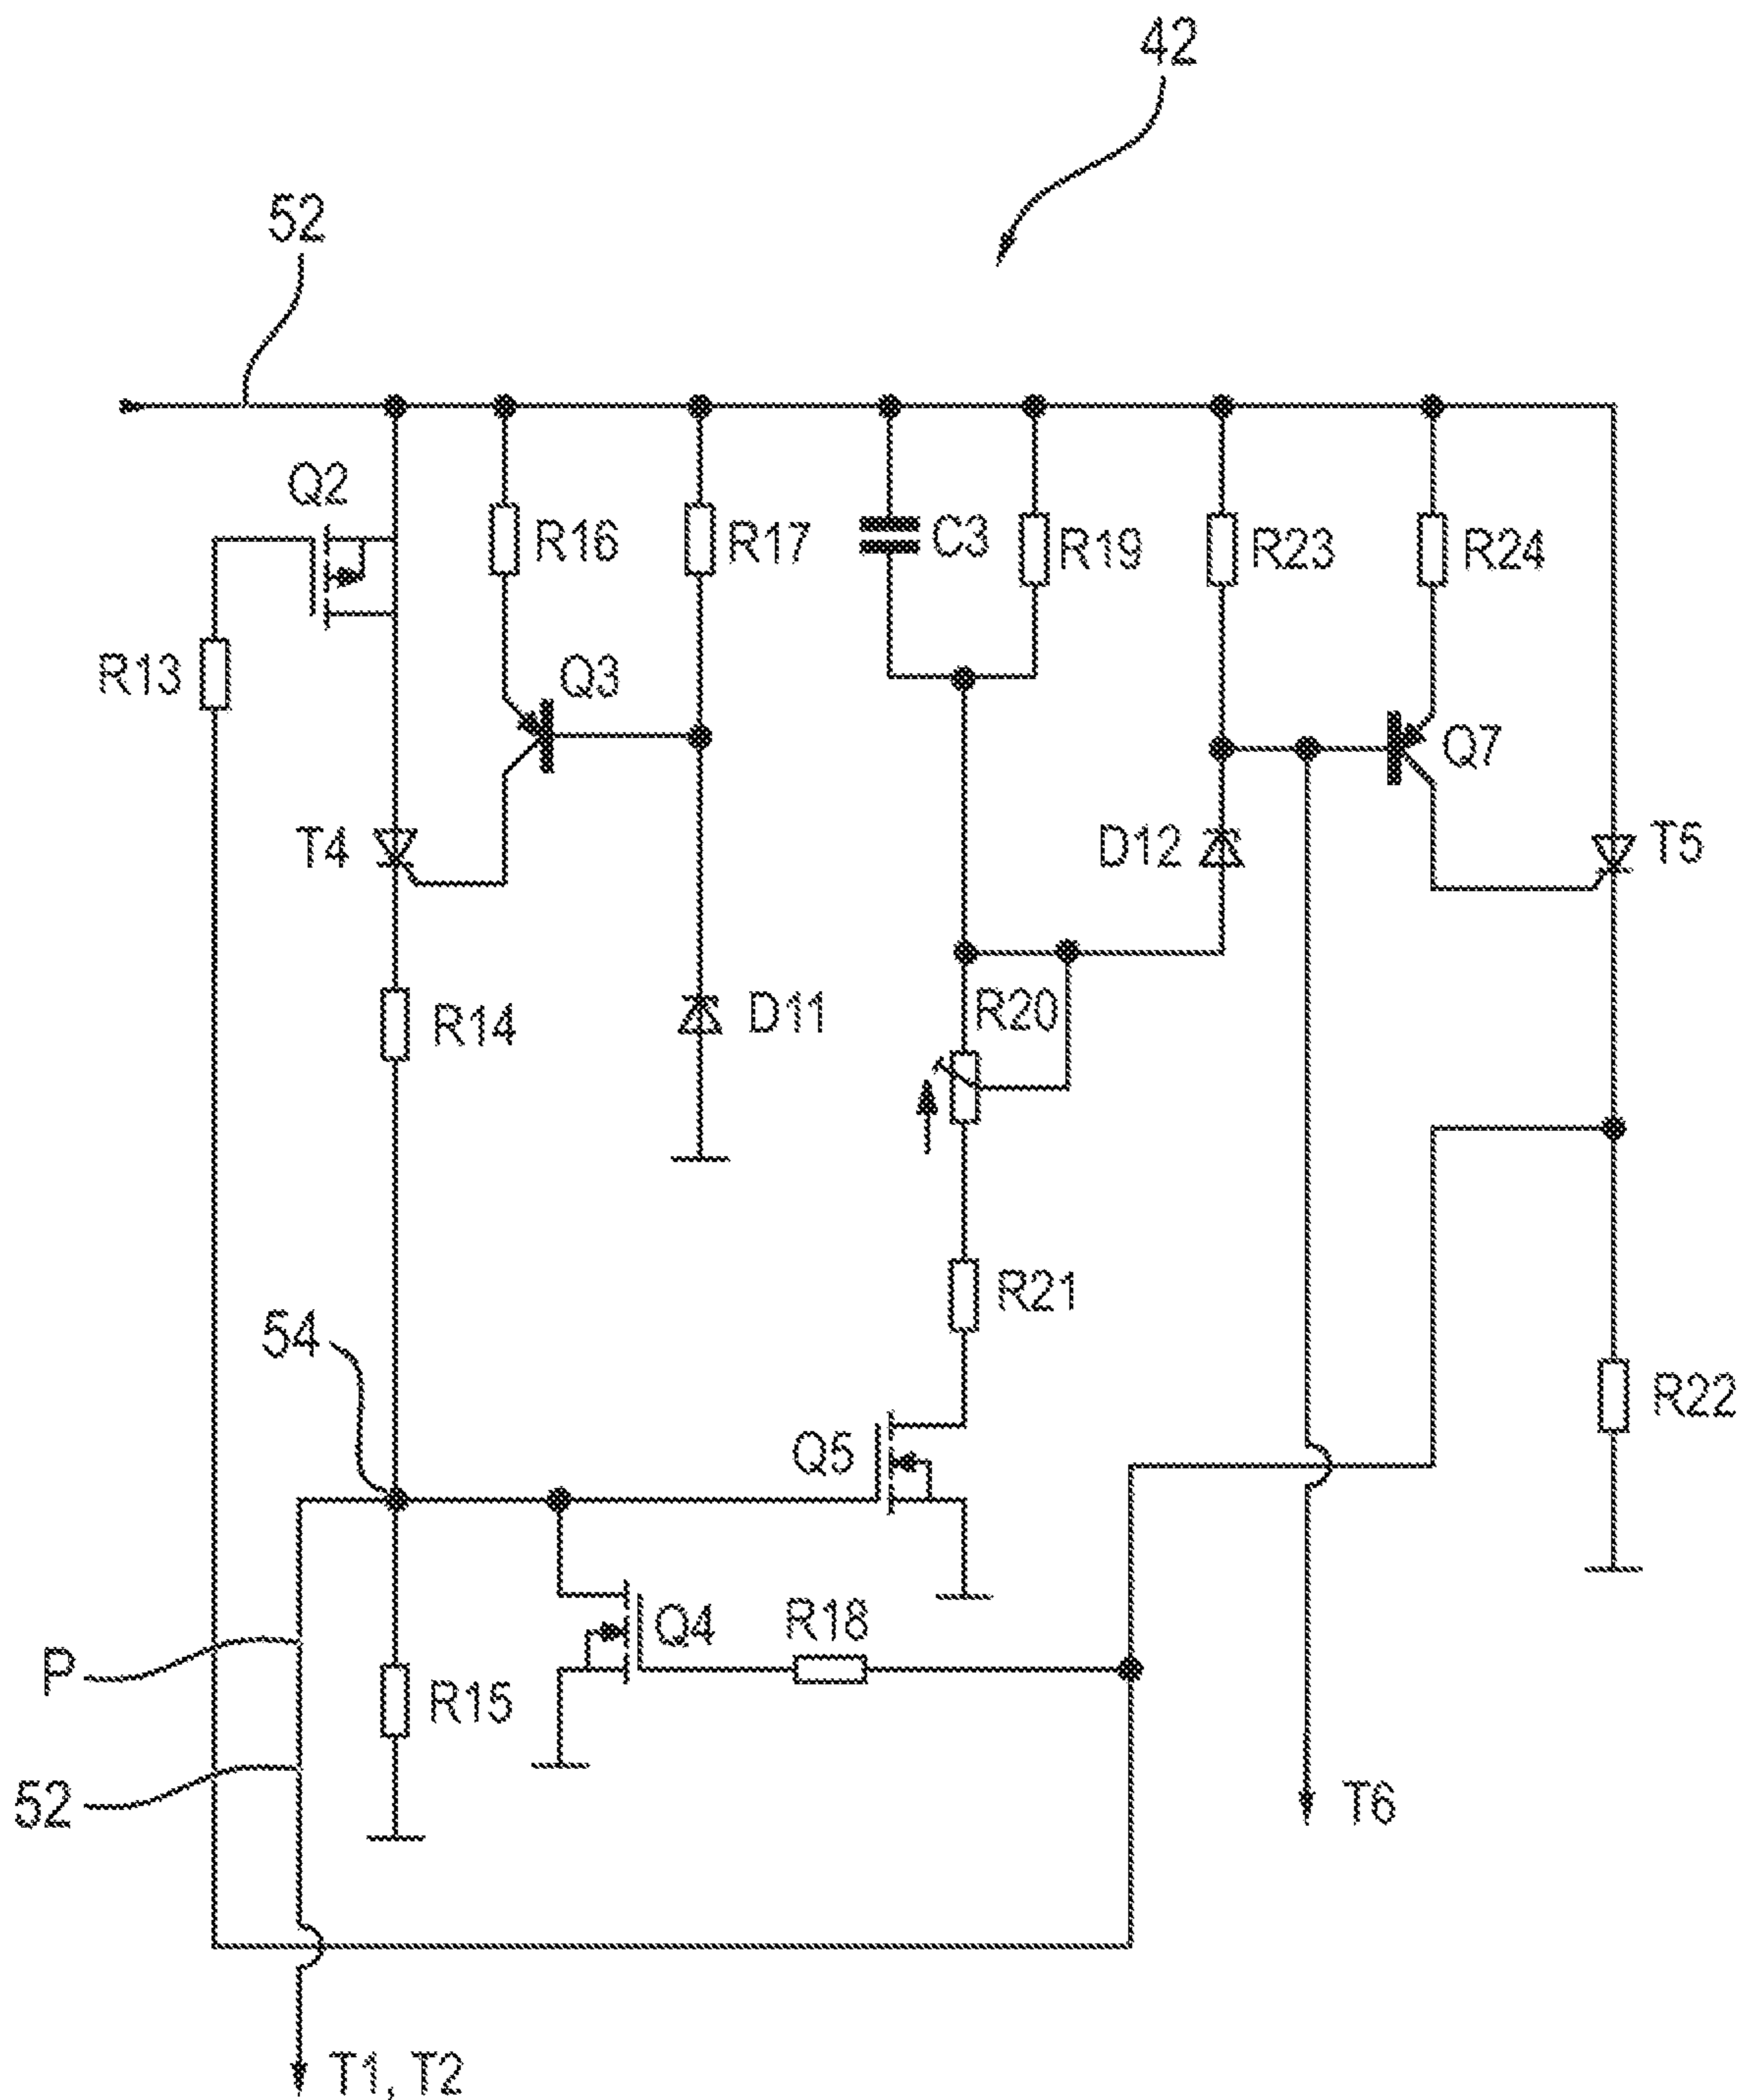 42
52
Q2
R16
R17
C3
R19
R23
R24
R13
Q3
Q7
T4
D12
T5
R14
D11
R20
R21
54
R22
Q5
Q4
R18
P
R15
52
T6
T1, T2